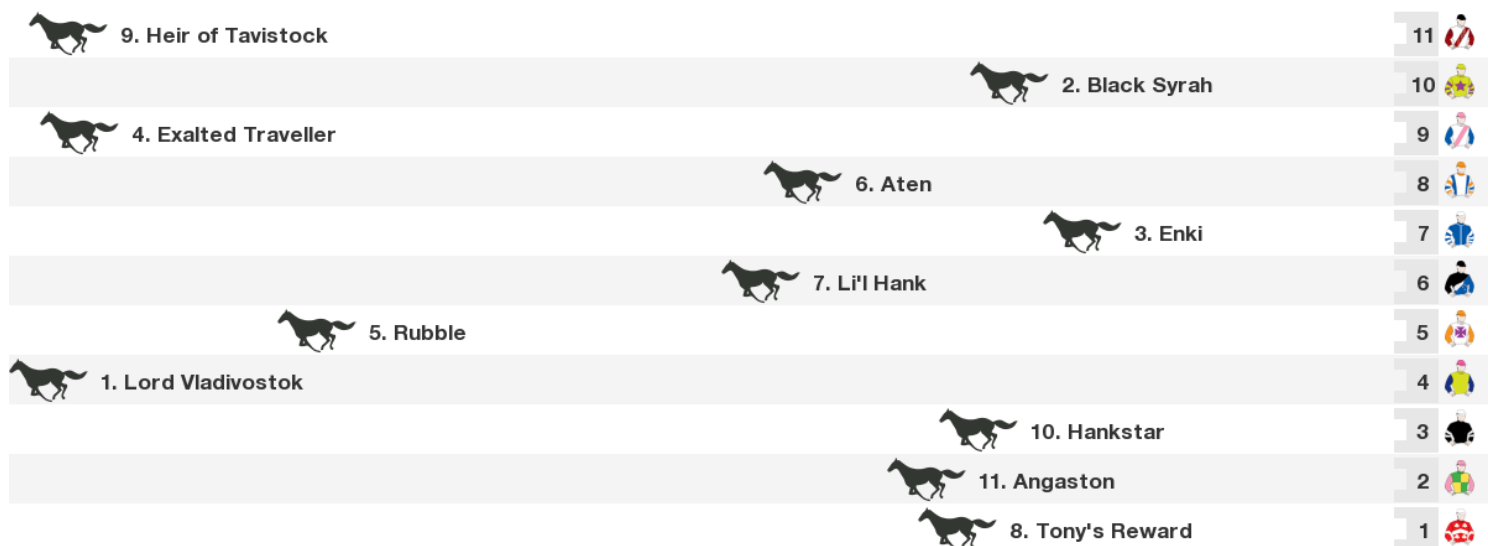 9. Heir of Tavistock 11
2. Black Syrah 10
4. Exalted Traveller 9
6. Aten 8
3. Enki 7
7. Li'l Hank 6
5. Rubble 5
1. Lord Vladivostok 4
10. Hankstar 3
11. Angaston 2
8. Tony's Reward 1